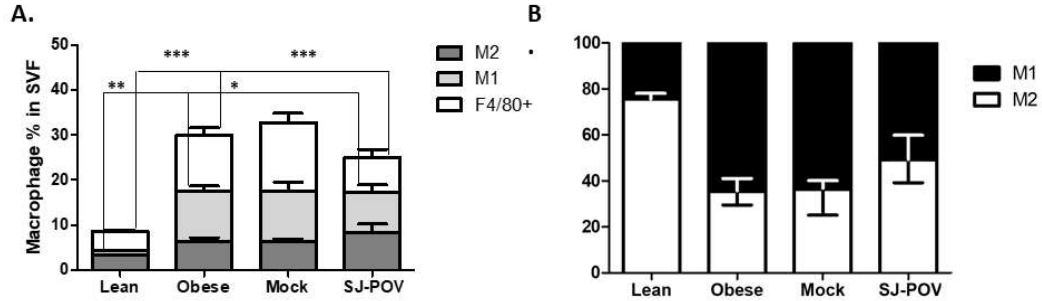 A.
Macrophage % in SVF
50
40
30
20
10
0
***
***
**
*
Lean Obese Mock SJ-POV
M2
M1
F4/80+
B
100
80
60
40
20
0
Lean Obese Mock SJ-POV
M1
M2